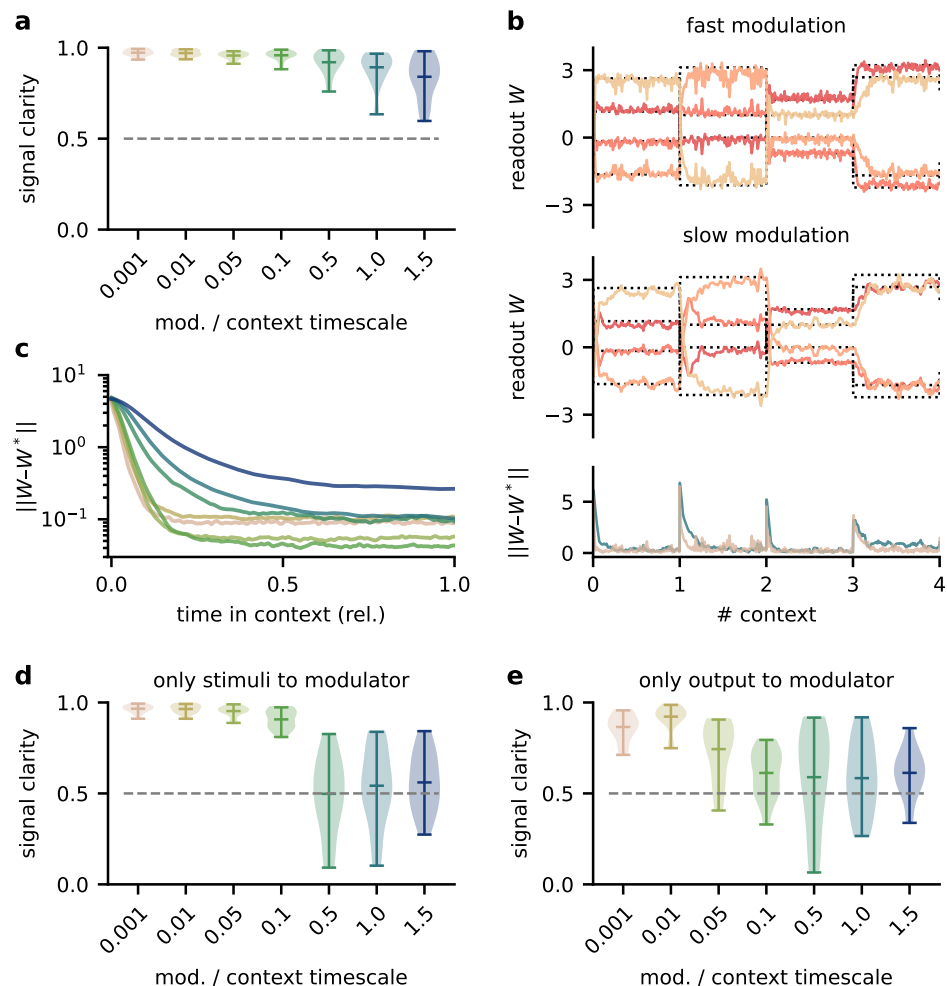 a
1.0
0.5
0.0
signal clarity
0.001
0.01
0.05
0.1
0.5
1.0
1.5
mod. / context timescale
b
fast modulation
3
0
−3
readout W
slow modulation
3
0
−3
readout W
5
0
||W–W*||
0
1
2
3
4
# context
c
10¹
10⁰
10⁻¹
||W–W*||
0.0
0.5
1.0
time in context (rel.)
d
only stimuli to modulator
1.0
0.5
0.0
signal clarity
0.001
0.01
0.05
0.1
0.5
1.0
1.5
mod. / context timescale
e
only output to modulator
1.0
0.5
0.0
signal clarity
0.001
0.01
0.05
0.1
0.5
1.0
1.5
mod. / context timescale